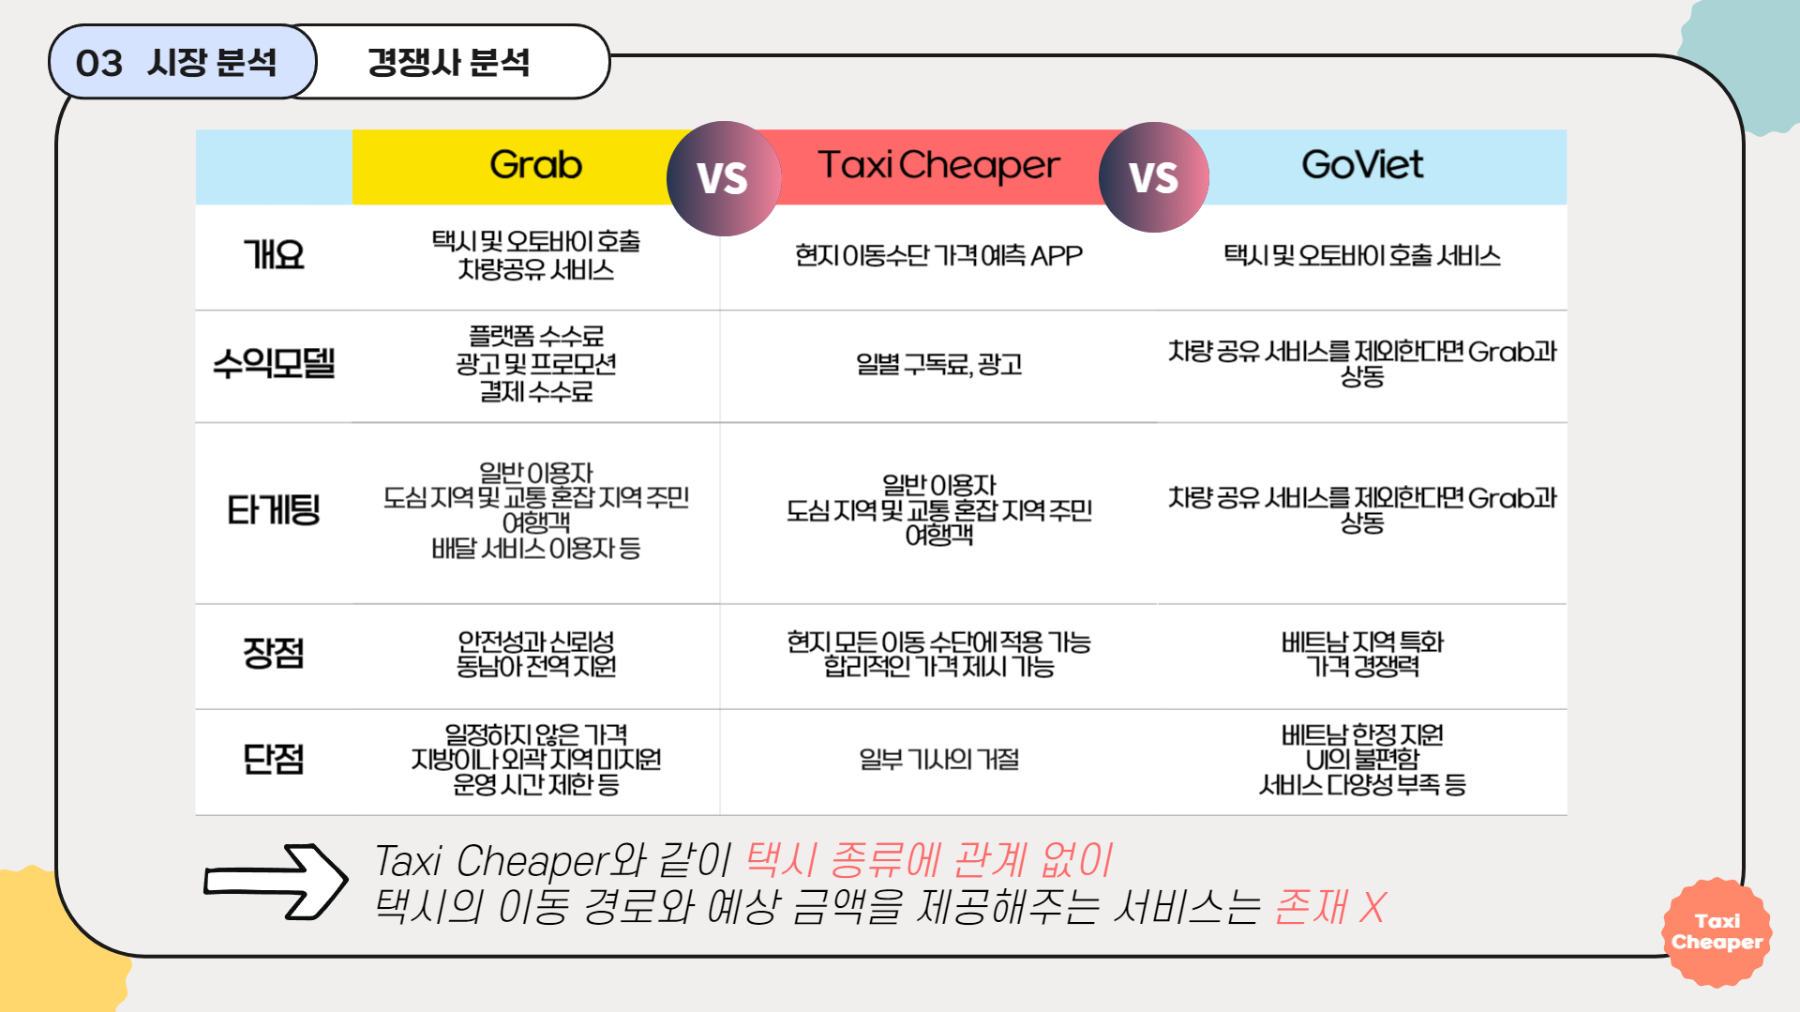 03 시장 분석
경쟁사 분석
Grab
VS
Taxi Cheaper
VS
GoViet
개요
택시 및 오토바이 호출
차량공유 서비스
현지 이동수단 가격 예측 APP
택시 및 오토바이 호출 서비스
수익모델
플랫폼 수수료
광고 및 프로모션
결제 수수료
일별 구독료, 광고
차량 공유 서비스를 제외한다면 Grab과
상동
타게팅
일반 이용자
도심 지역 및 교통 혼잡 지역 주민
여행객
배달 서비스 이용자 등
일반 이용자
도심 지역 및 교통 혼잡 지역 주민
여행객
차량 공유 서비스를 제외한다면 Grab과
상동
장점
안전성과 신뢰성
동남아 전역 지원
현지 모든 이동 수단에 적용 가능
합리적인 가격 제시 가능
베트남 지역 특화
가격 경쟁력
단점
일정하지 않은 가격
지방이나 외곽 지역 미지원
운영 시간 제한 등
일부 기사의 거절
베트남 한정 지원
UI의 불편함
서비스 다양성 부족 등
Taxi Cheaper와 같이 택시 종류에 관계 없이
택시의 이동 경로와 예상 금액을 제공해주는 서비스는 존재 X
Taxi
Cheaper